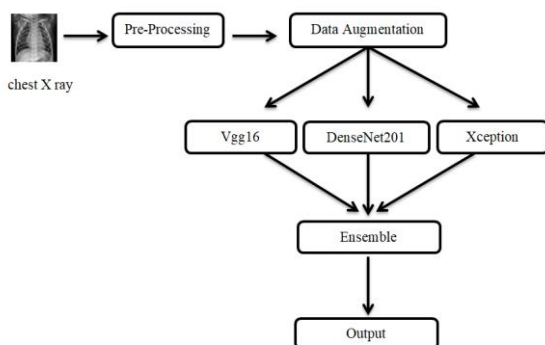 Pre-Processing
Data Augmentation
chest X ray
Vgg16
DenseNet201
Xception
Ensemble
Output